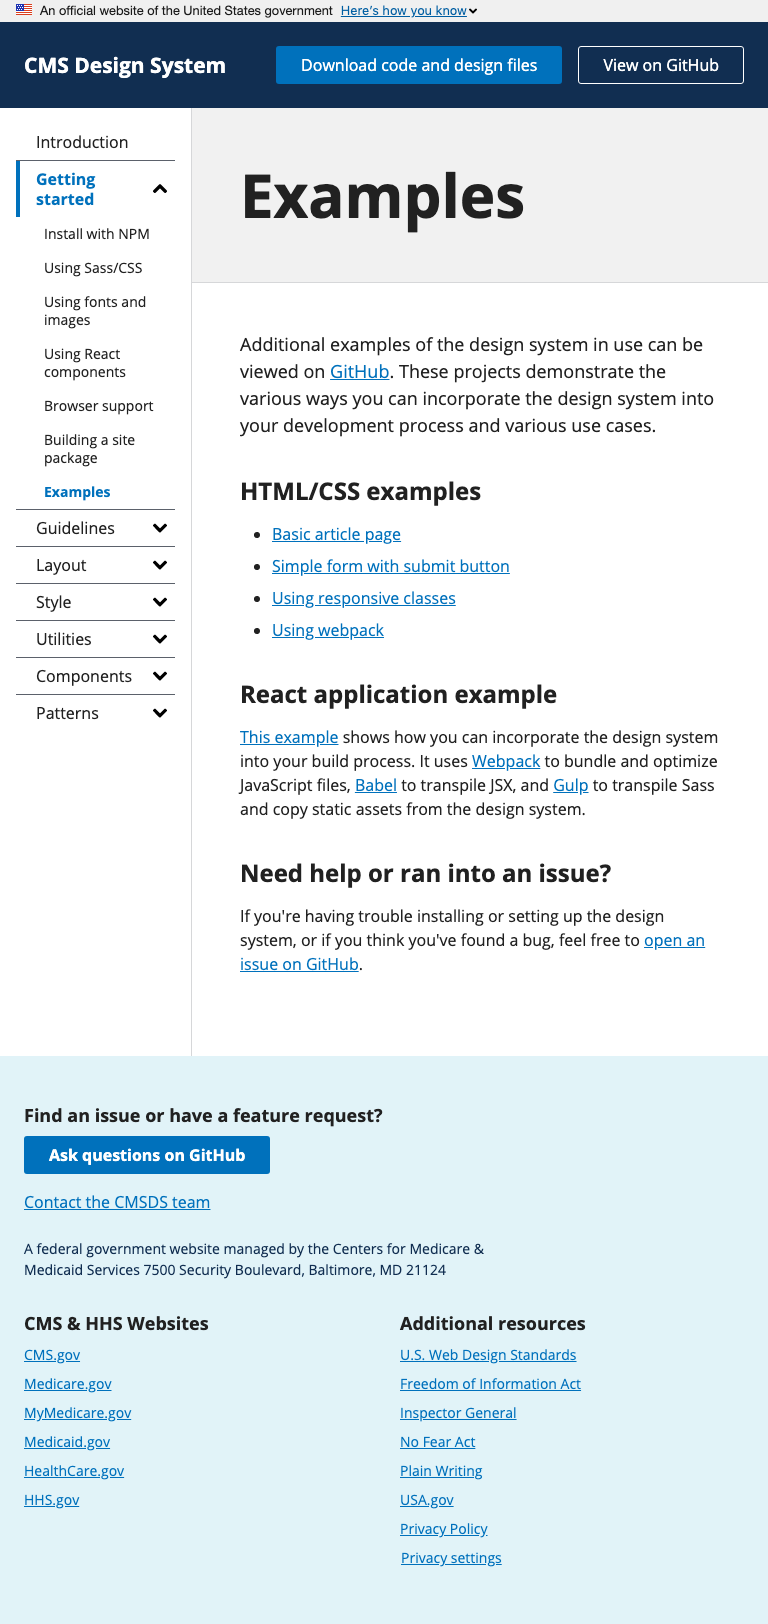 An official website of the United States government Here's how you know
CMS Design System
Download code and design files
View on GitHub
Introduction
Getting
started
Install with NPM
Using Sass/CSS
Using fonts and
images
Using React
components
Browser support
Building a site
package
Examples
Guidelines
Layout
Style
Utilities
Components
Patterns
Examples
Additional examples of the design system in use can be
viewed on GitHub. These projects demonstrate the
various ways you can incorporate the design system into
your development process and various use cases.
HTML/CSS examples
Basic article page
Simple form with submit button
Using responsive classes
Using webpack
React application example
This example shows how you can incorporate the design system
into your build process. It uses Webpack to bundle and optimize
JavaScript files, Babel to transpile JSX, and Gulp to transpile Sass
and copy static assets from the design system.
Need help or ran into an issue?
If you're having trouble installing or setting up the design
system, or if you think you've found a bug, feel free to open an
issue on GitHub.
Find an issue or have a feature request?
Ask questions on GitHub
Contact the CMSDS team
A federal government website managed by the Centers for Medicare &
Medicaid Services 7500 Security Boulevard, Baltimore, MD 21124
CMS & HHS Websites
CMS.gov
Medicare.gov
MyMedicare.gov
Medicaid.gov
HealthCare.gov
HHS.gov
Additional resources
U.S. Web Design Standards
Freedom of Information Act
Inspector General
No Fear Act
Plain Writing
USA.gov
Privacy Policy
Privacy settings